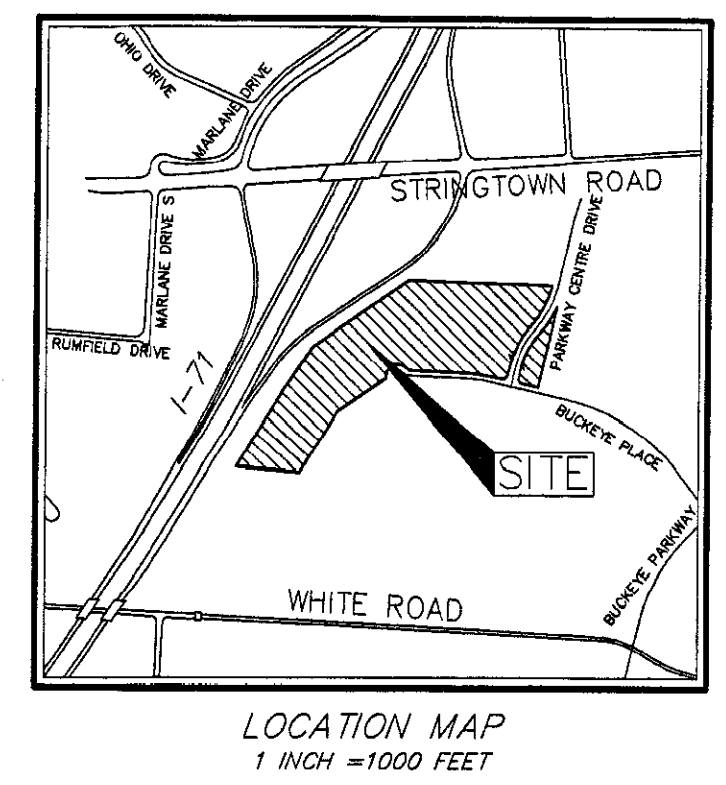 OHIO DRIVE
MARLANE DRIVE
STRINGTOWN ROAD
MARLANE DRIVE S
PARKWAY CENTRE DRIVE
RUMFIELD DRIVE
I-71
BUCKEYE PLACE
SITE
BUCKEYE PARKWAY
WHITE ROAD
LOCATION MAP
1 INCH =1000 FEET